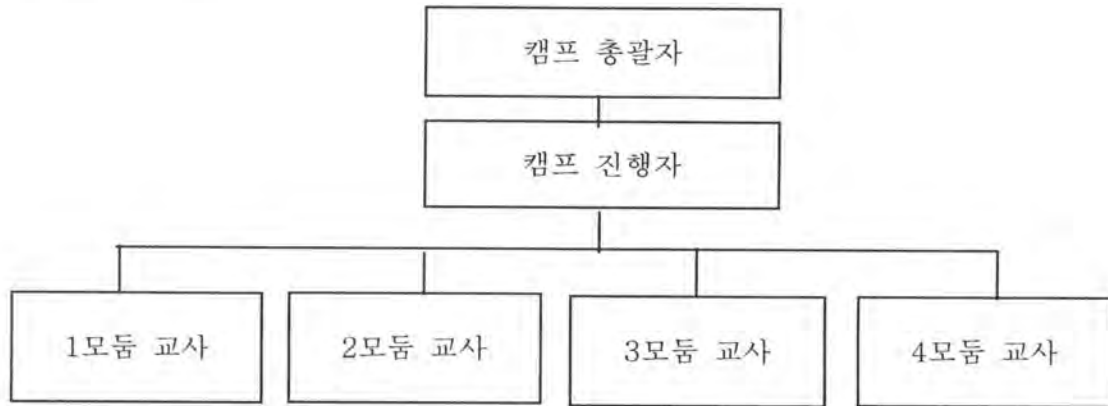 캠프 총괄자
캠프 진행자
1모둠 교사
2모둠 교사
3모둠 교사
4모둠 교사